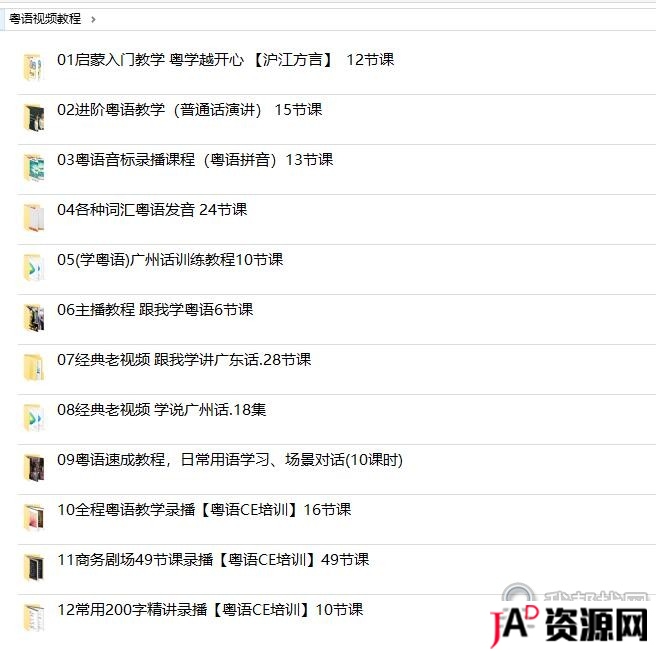 粤语视频教程 ›
01启蒙入门教学 粤学越开心 【沪江方言】 12节课
02进阶粤语教学（普通话演讲） 15节课
03粤语音标录播课程（粤语拼音）13节课
04各种词汇粤语发音 24节课
05(学粤语)广州话训练教程10节课
06主播教程 跟我学粤语6节课
07经典老视频 跟我学讲广东话.28节课
08经典老视频 学说广州话.18集
09粤语速成教程，日常用语学习、场景对话(10课时)
10全程粤语教学录播【粤语CE培训】16节课
11商务剧场49节课录播【粤语CE培训】49节课
12常用200字精讲录播【粤语CE培训】10节课
JAD资源网